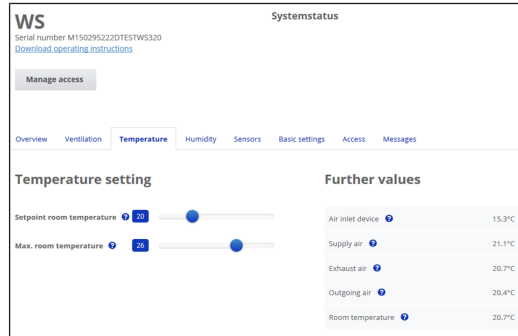 WS
Systemstatus
Serial number M150295222DTESTWS320
Download operating instructions
Manage access
Overview Ventilation Temperature Humidity Sensors Basic settings Access Messages
Temperature setting
Setpoint room temperature ? 20
Max. room temperature ? 26
Further values
Air inlet device ? 15.3°C
Supply air ? 21.1°C
Exhaust air ? 20.7°C
Outgoing air ? 20.4°C
Room temperature ? 20.7°C